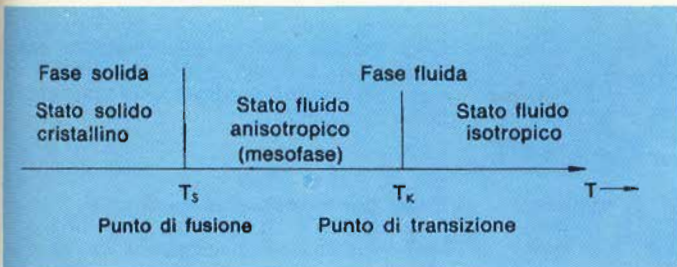 Fase solida
Fase fluida
Stato solido
cristallino
Stato fluido
anisotropico
(mesofase)
Stato fluido
isotropico
Ts
Tк
T
Punto di fusione
Punto di transizione